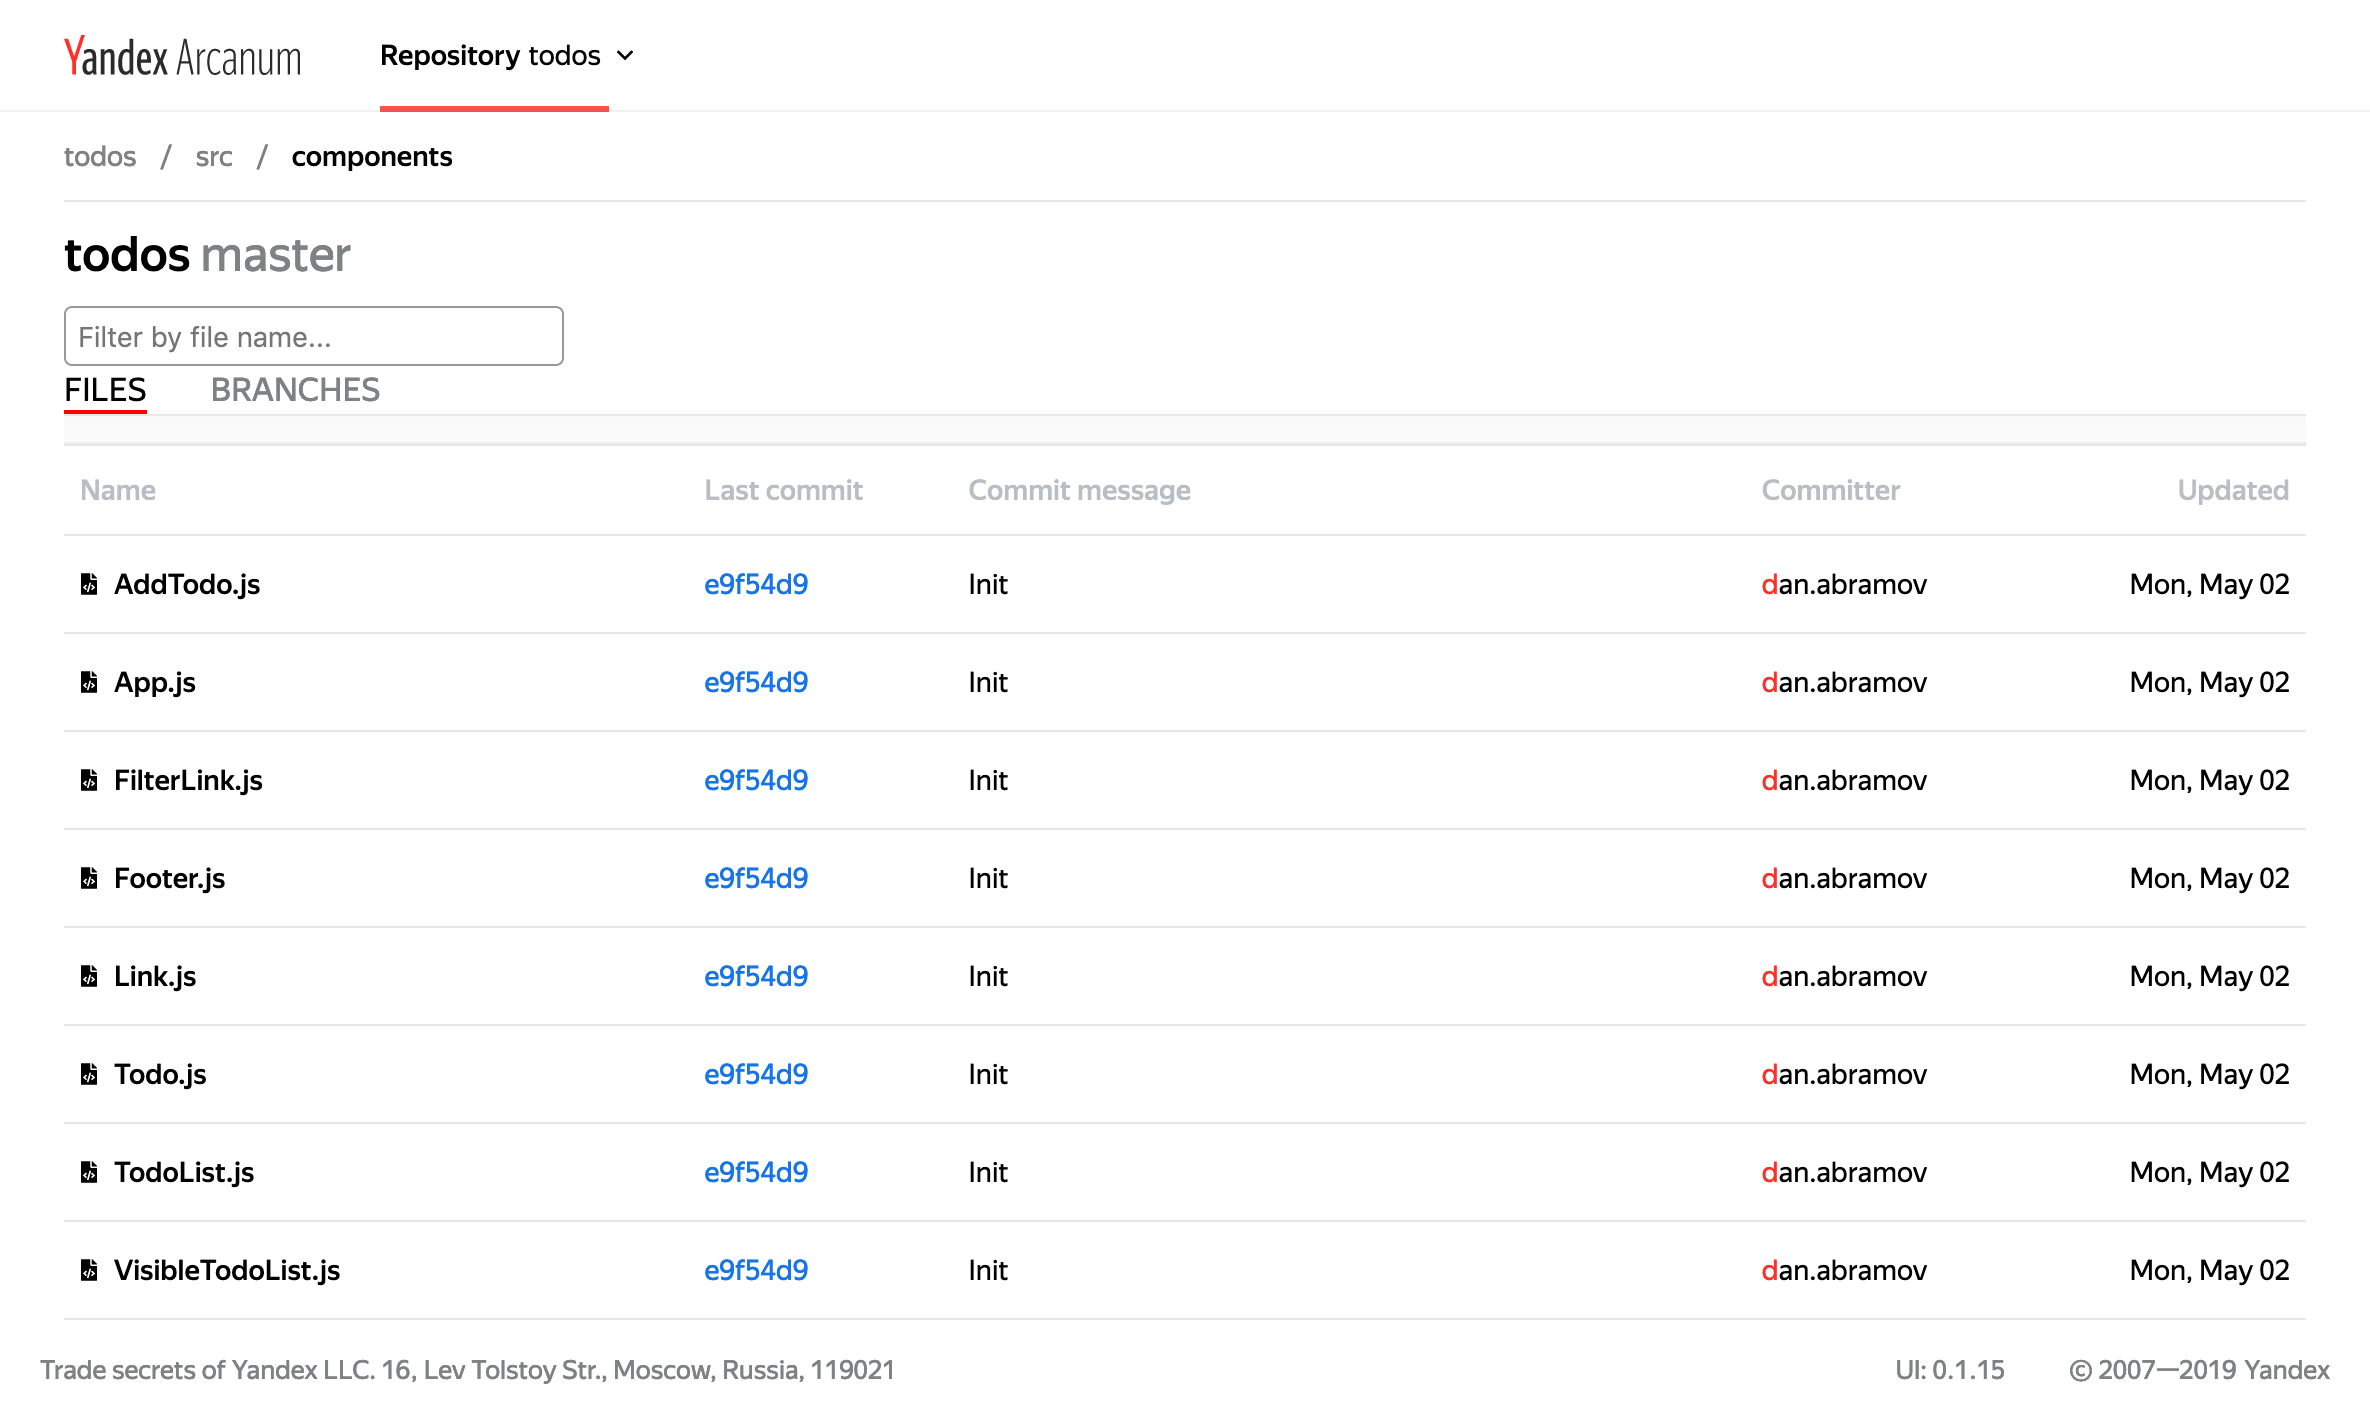 Yandex Arcanum Repository todos
todos / src / components
todos master
Filter by file name...
FILES BRANCHES
Name Last commit Commit message Committer Updated
AddTodo.js e9f54d9 Init dan.abramov Mon, May 02
App.js e9f54d9 Init dan.abramov Mon, May 02
FilterLink.js e9f54d9 Init dan.abramov Mon, May 02
Footer.js e9f54d9 Init dan.abramov Mon, May 02
Link.js e9f54d9 Init dan.abramov Mon, May 02
Todo.js e9f54d9 Init dan.abramov Mon, May 02
TodoList.js e9f54d9 Init dan.abramov Mon, May 02
VisibleTodoList.js e9f54d9 Init dan.abramov Mon, May 02
Trade secrets of Yandex LLC. 16, Lev Tolstoy Str., Moscow, Russia, 119021 UI: 0.1.15 © 2007—2019 Yandex